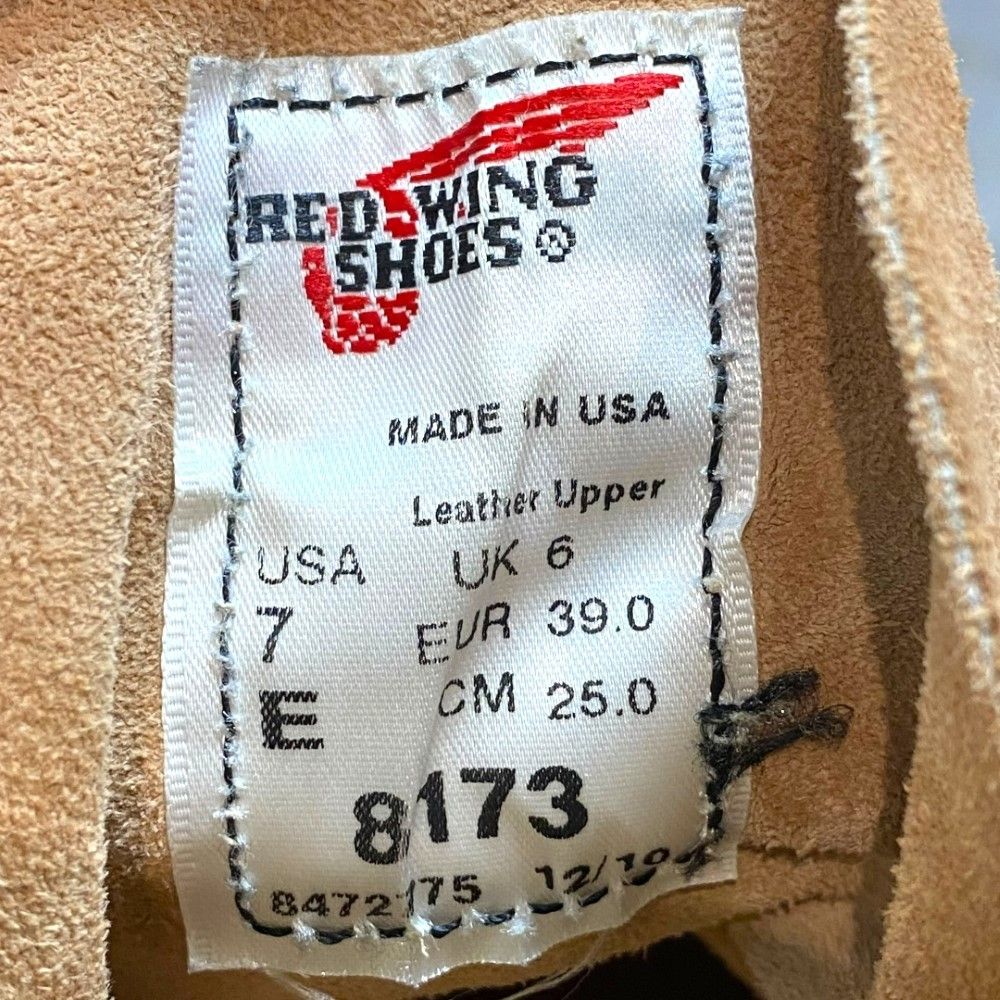 RED WING
SHOES ®
MADE IN USA
Leather Upper
USA UK 6
7 EUR 39.0
E CM 25.0
8173
8472175